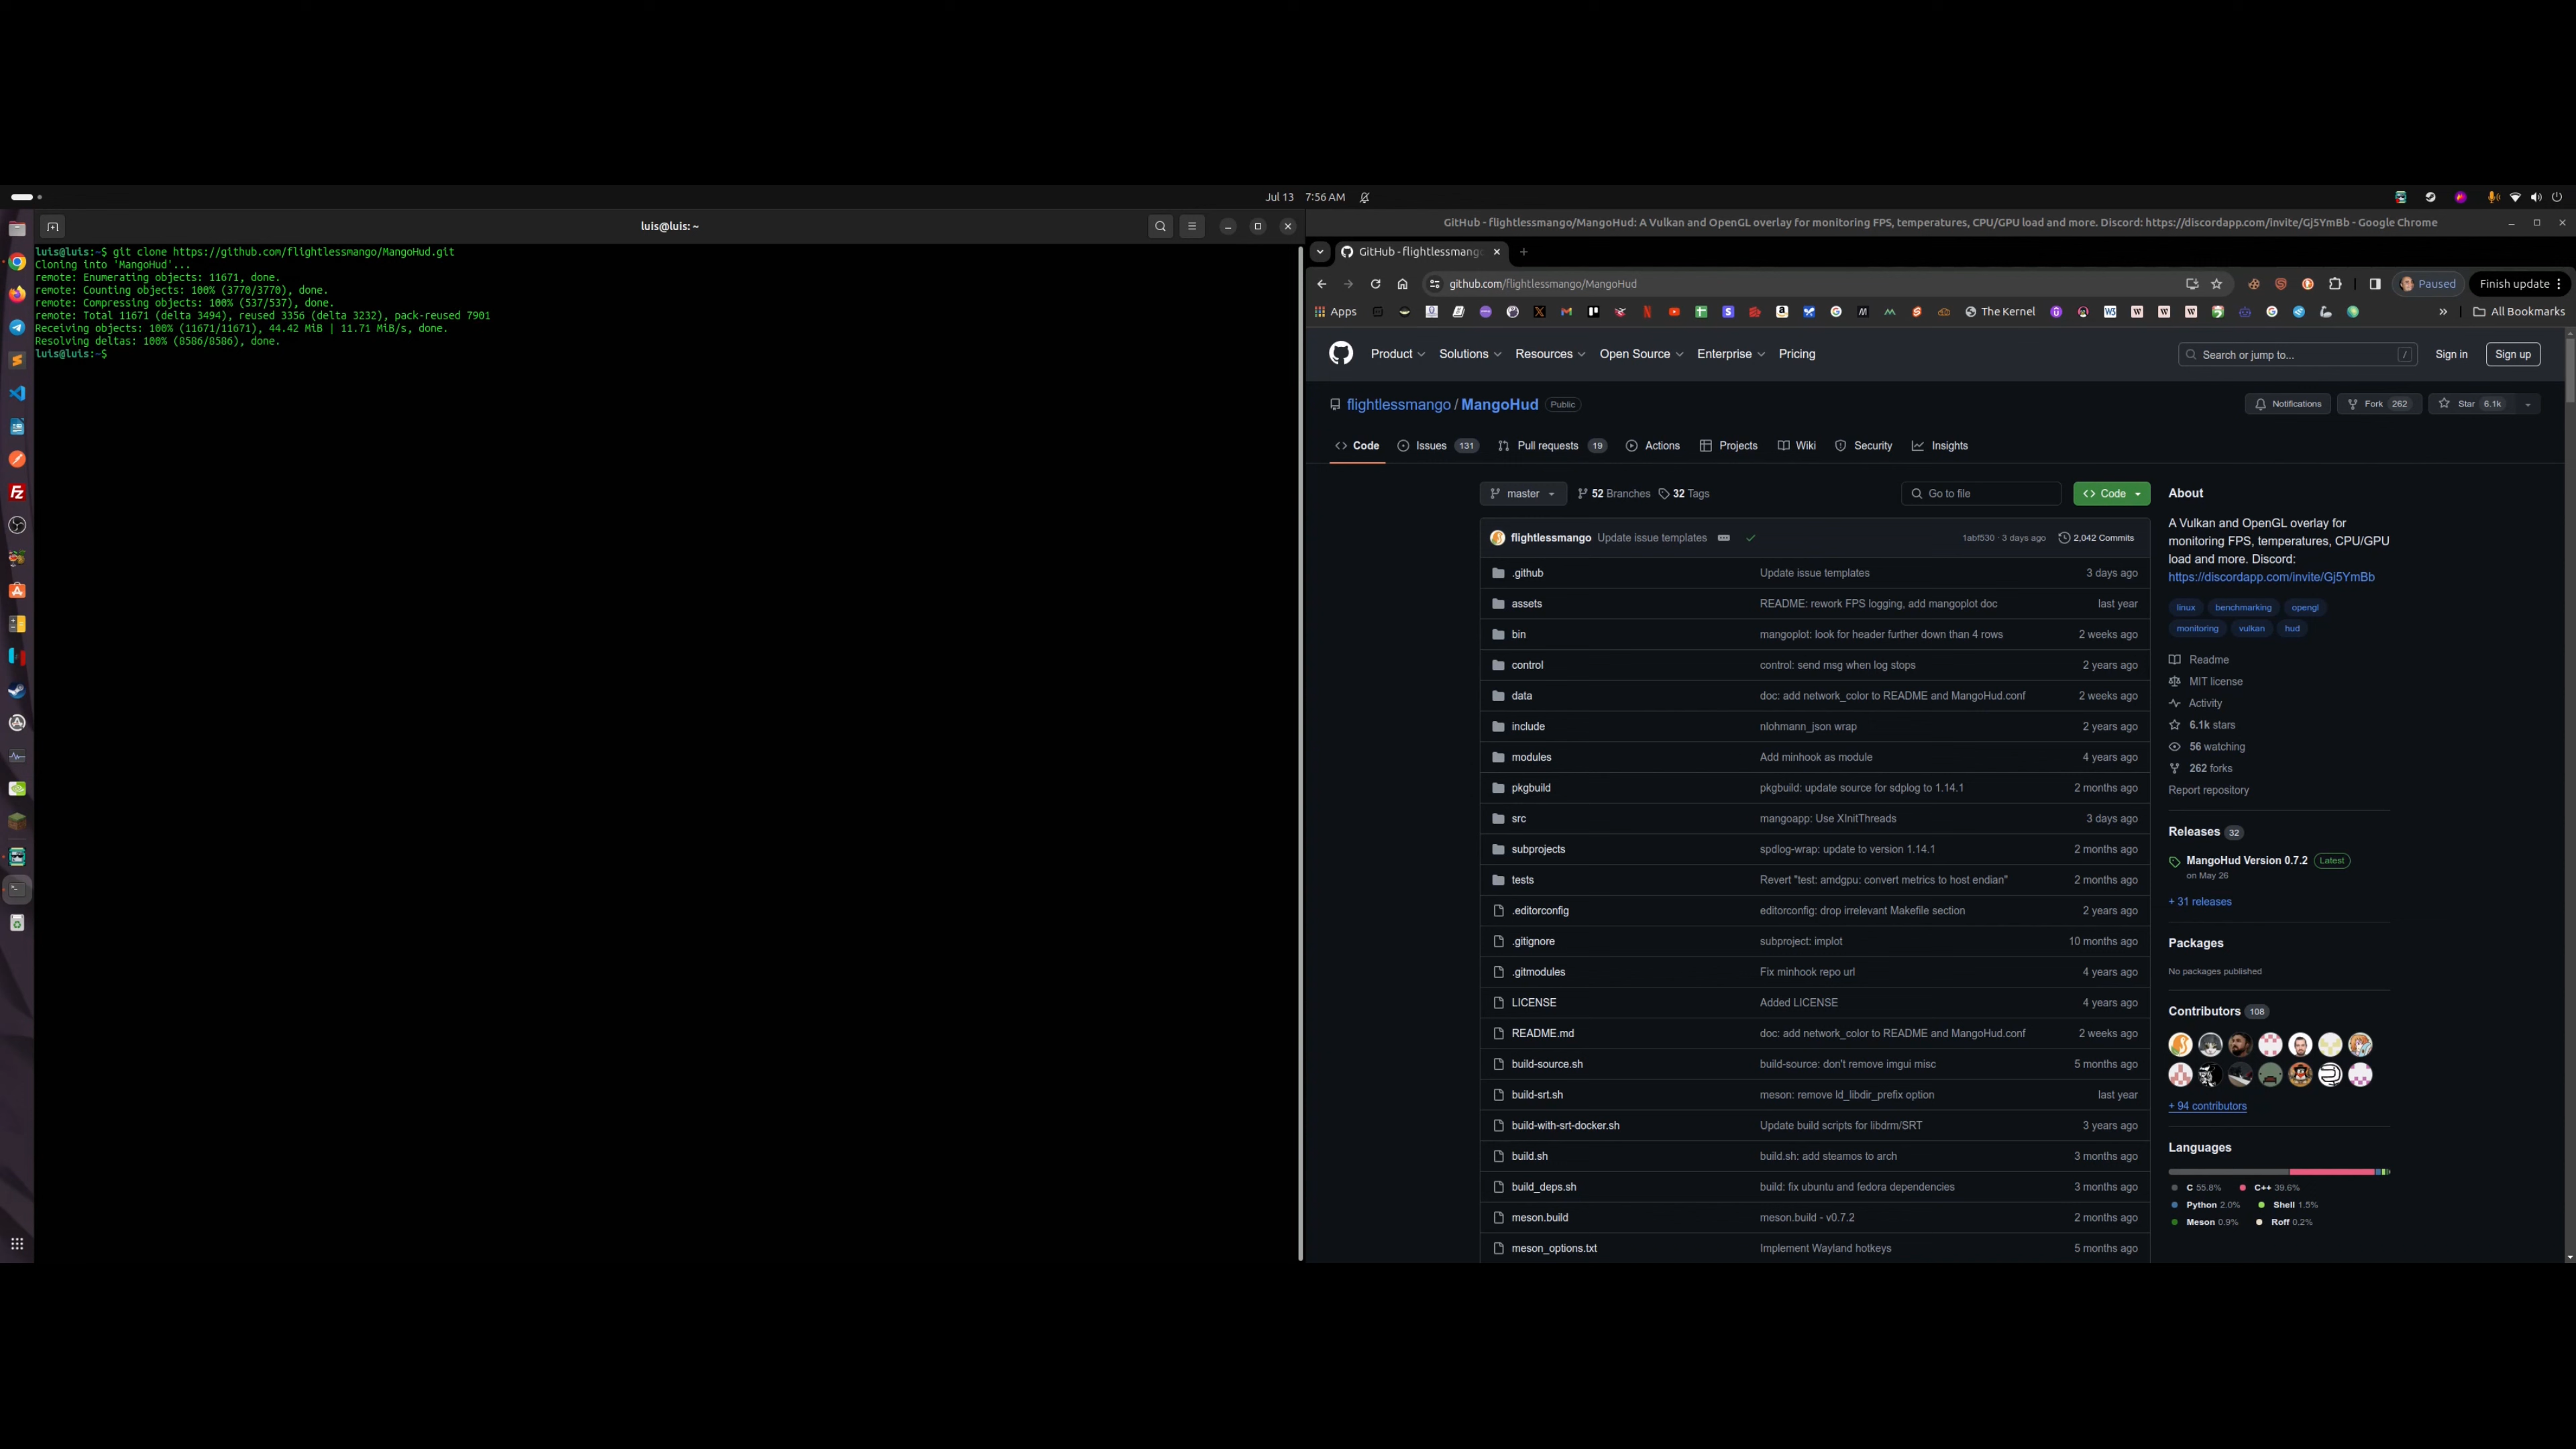 Jul 13 7:56 AM
luis@luis: ~
luis@luis:~$ git clone https://github.com/flightlessmango/MangoHud.git
Cloning into 'MangoHud'...
remote: Enumerating objects: 11671, done.
remote: Counting objects: 100% (3770/3770), done.
remote: Compressing objects: 100% (537/537), done.
remote: Total 11671 (delta 3494), reused 3356 (delta 3232), pack-reused 7901
Receiving objects: 100% (11671/11671), 44.42 MiB | 11.71 MiB/s, done.
Resolving deltas: 100% (8586/8586), done.
luis@luis:~$
GitHub - flightlessmango/MangoHud: A Vulkan and OpenGL overlay for monitoring FPS, temperatures, CPU/GPU load and more. Discord: https://discordapp.com/invite/Gj5YmBb - Google Chrome
GitHub - flightlessmango
github.com/flightlessmango/MangoHud
Paused
Finish update
Apps
The Kernel
All Bookmarks
Product Solutions Resources Open Source Enterprise Pricing
Search or jump to... /
Sign in
Sign up
flightlessmango / MangoHud Public
Notifications Fork 262 Star 6.1k
Code Issues 131 Pull requests 19 Actions Projects Wiki Security Insights
master 52 Branches 32 Tags
Go to file
Code
flightlessmango Update issue templates 1abf530 · 3 days ago 2,042 Commits
.github Update issue templates 3 days ago
assets README: rework FPS logging, add mangoplot doc last year
bin mangoplot: look for header further down than 4 rows 2 weeks ago
control control: send msg when log stops 2 years ago
data doc: add network_color to README and MangoHud.conf 2 weeks ago
include nlohmann_json wrap 2 years ago
modules Add minhook as module 4 years ago
pkgbuild pkgbuild: update source for sdplog to 1.14.1 2 months ago
src mangoapp: Use XInitThreads 3 days ago
subprojects spdlog-wrap: update to version 1.14.1 2 months ago
tests Revert "test: amdgpu: convert metrics to host endian" 2 months ago
.editorconfig editorconfig: drop irrelevant Makefile section 2 years ago
.gitignore subproject: implot 10 months ago
.gitmodules Fix minhook repo url 4 years ago
LICENSE Added LICENSE 4 years ago
README.md doc: add network_color to README and MangoHud.conf 2 weeks ago
build-source.sh build-source: don't remove imgui misc 5 months ago
build-srt.sh meson: remove ld_libdir_prefix option last year
build-with-srt-docker.sh Update build scripts for libdrm/SRT 3 years ago
build.sh build.sh: add steamos to arch 3 months ago
build_deps.sh build: fix ubuntu and fedora dependencies 3 months ago
meson.build meson.build - v0.7.2 2 months ago
meson_options.txt Implement Wayland hotkeys 5 months ago
About
A Vulkan and OpenGL overlay for
monitoring FPS, temperatures, CPU/GPU
load and more. Discord:
https://discordapp.com/invite/Gj5YmBb
linux benchmarking opengl
monitoring vulkan hud
Readme
MIT license
Activity
6.1k stars
56 watching
262 forks
Report repository
Releases 32
MangoHud Version 0.7.2 Latest
on May 26
+ 31 releases
Packages
No packages published
Contributors 108
+ 94 contributors
Languages
C 55.8% C++ 39.6%
Python 2.0% Shell 1.5%
Meson 0.9% Roff 0.2%